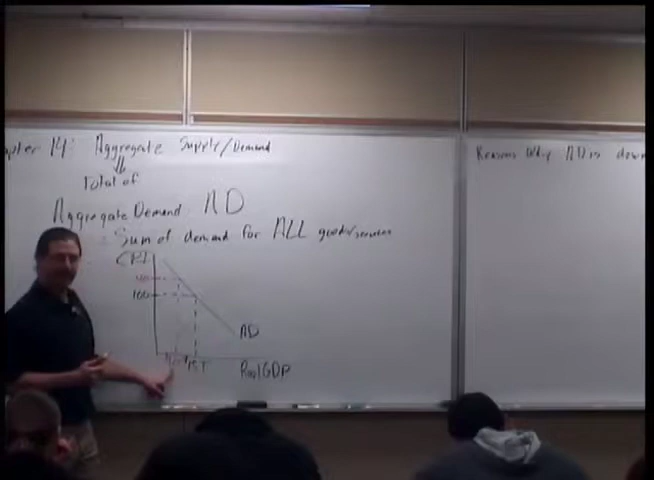 Chapter 14: Aggregate Supply/Demand
Total of
Aggregate Demand AD
Sum of demand for ALL goods/services
CPI
100
AD
Real GDP
Reasons Why AD is down